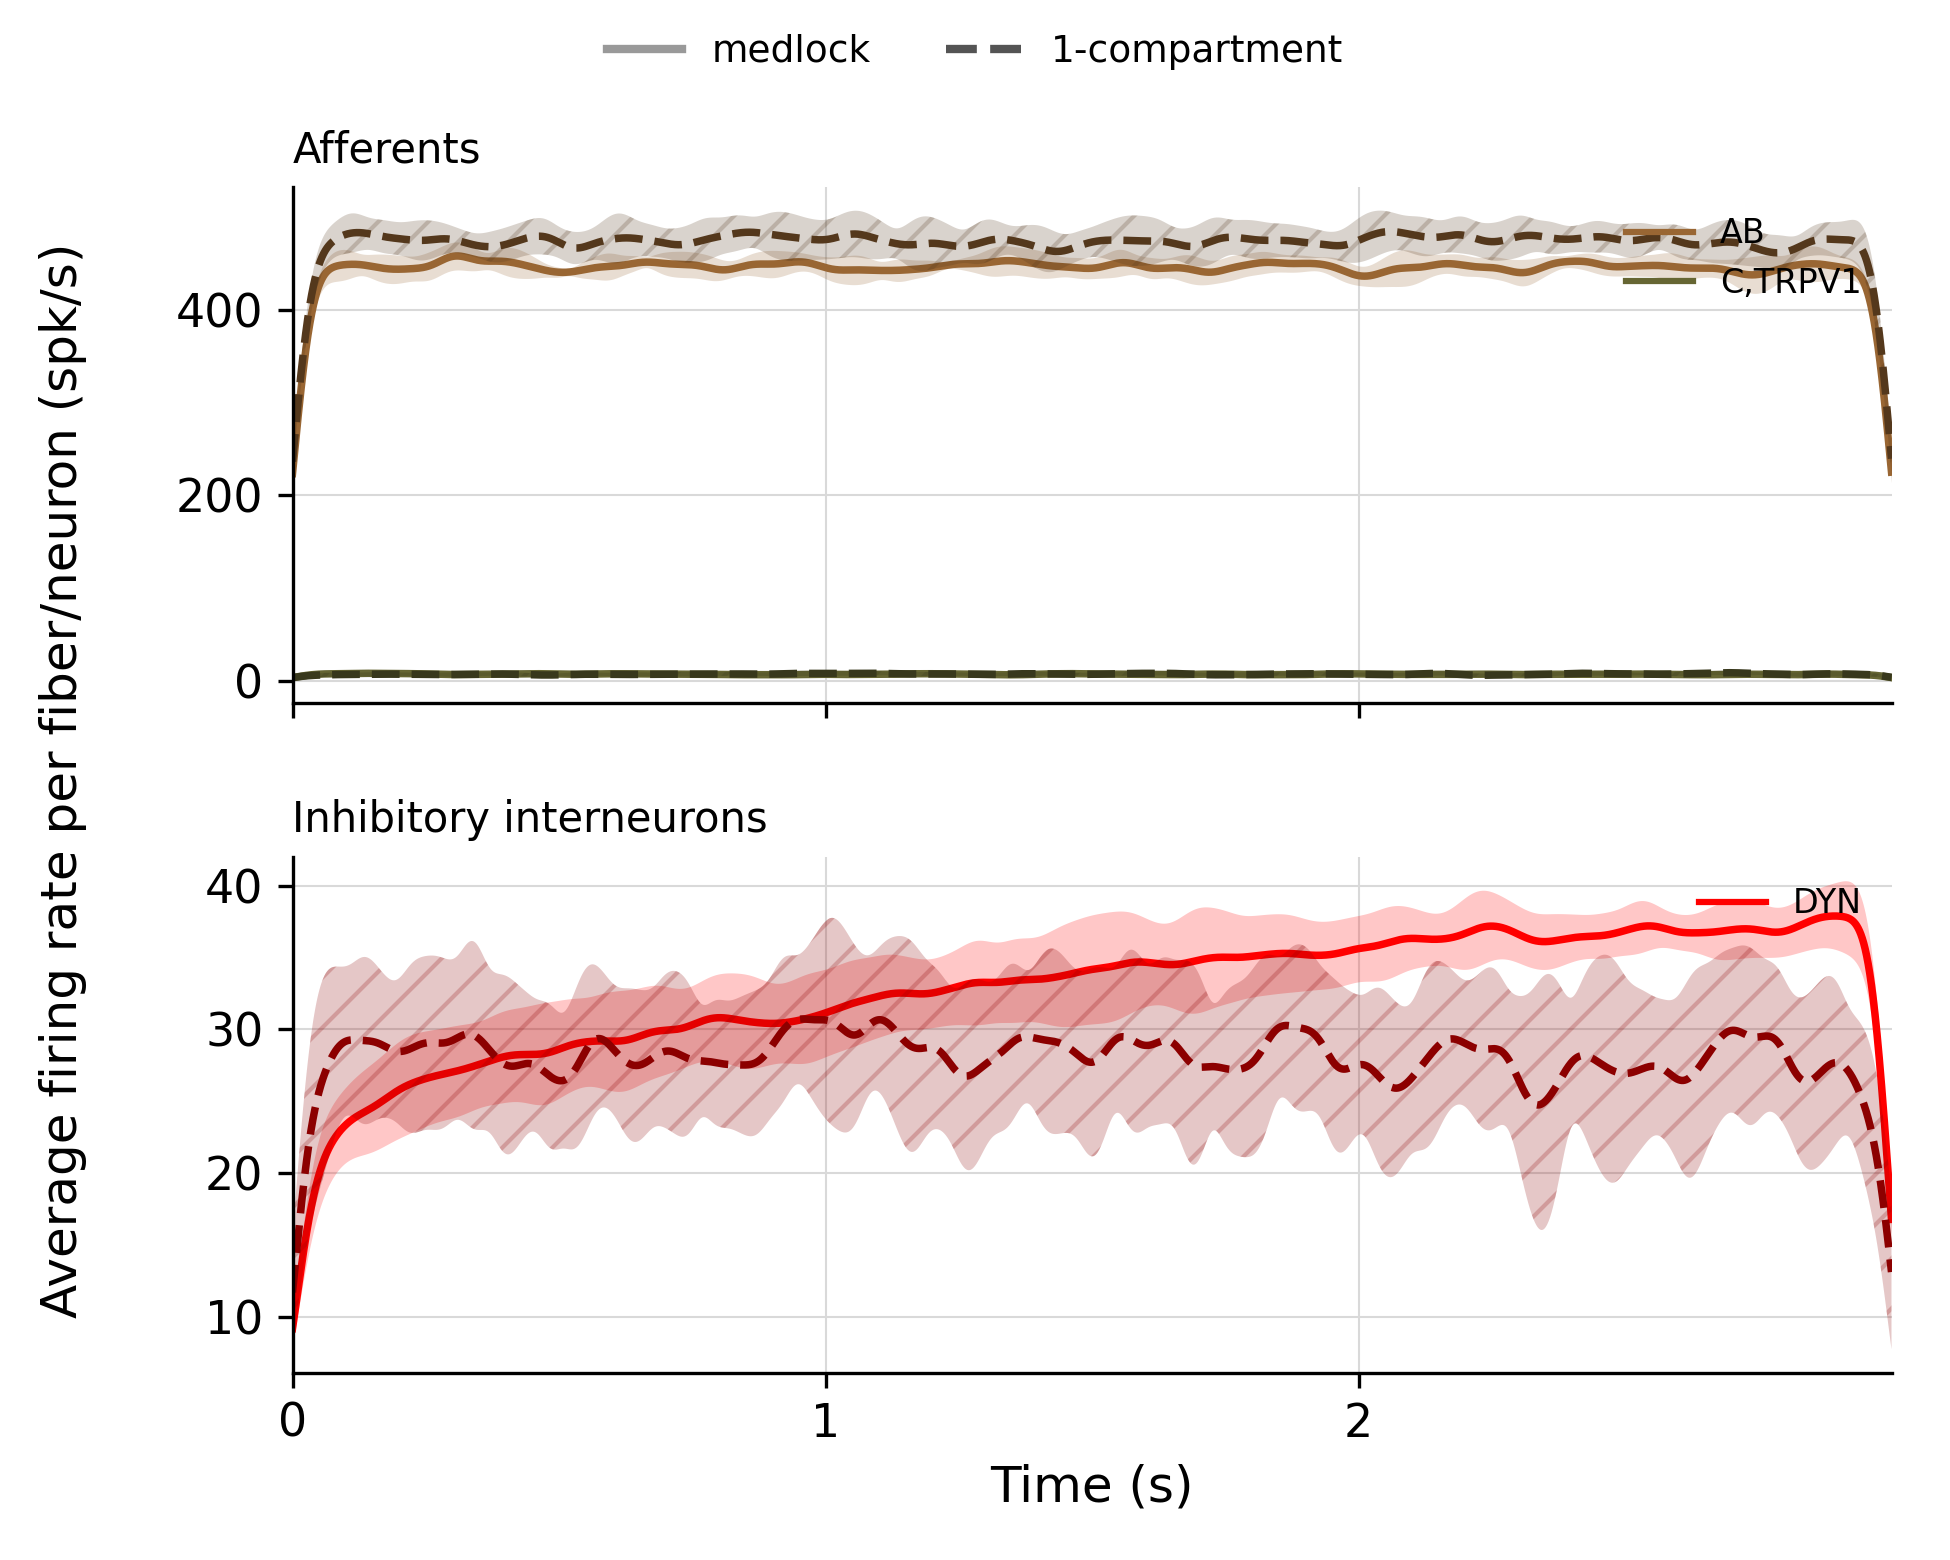 medlock 1-compartment
Afferents
AB
C,TRPV1
400
200
0
Average firing rate per fiber/neuron (spk/s)
Inhibitory interneurons
DYN
40
30
20
10
0 1 2
Time (s)